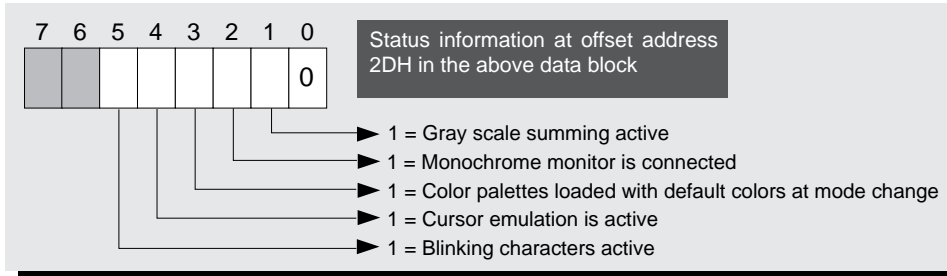 7 6 5 4 3 2 1 0
0
Status information at offset address
2DH in the above data block
1 = Gray scale summing active
1 = Monochrome monitor is connected
1 = Color palettes loaded with default colors at mode change
1 = Cursor emulation is active
1 = Blinking characters active